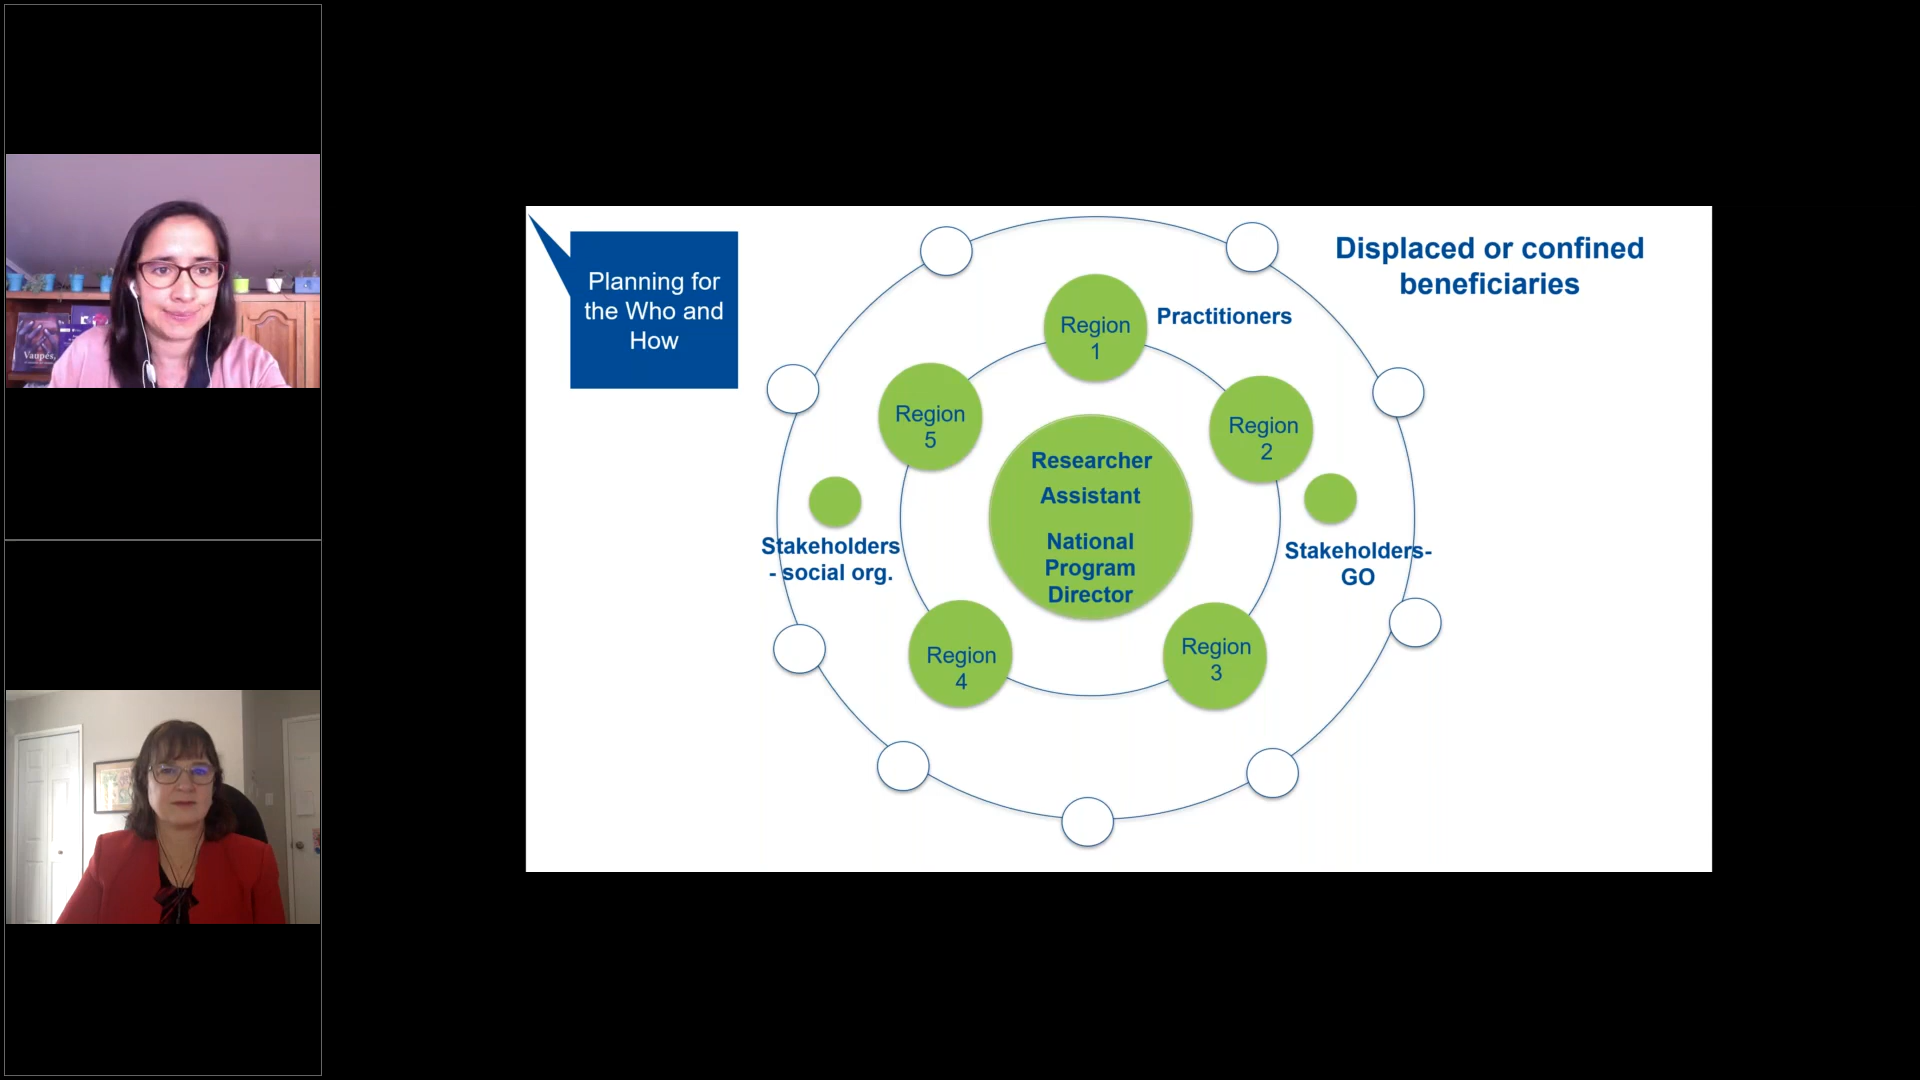 Vaupés,
Planning for
the Who and
How
Displaced or confined
beneficiaries
Region
1
Practitioners
Region
5
Region
2
Researcher
Assistant
National
Program
Director
Stakeholders
- social org.
Stakeholders-
GO
Region
4
Region
3